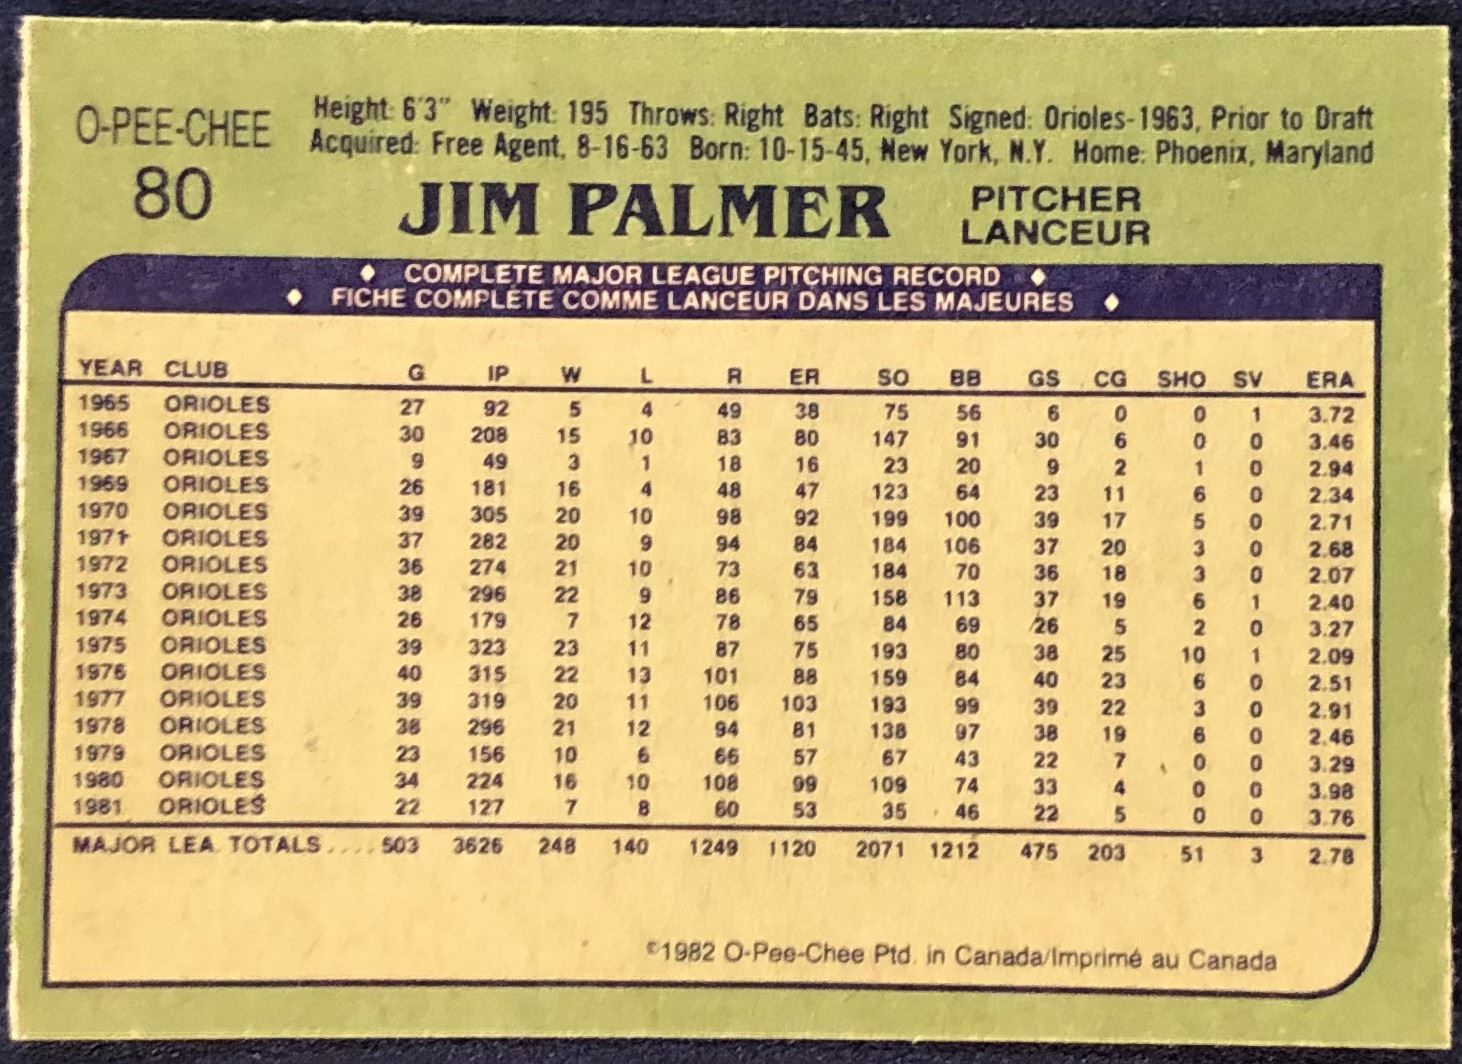 O-PEE-CHEE
80
Height: 6'3" Weight: 195 Throws: Right Bats: Right Signed: Orioles-1963, Prior to Draft
Acquired: Free Agent, 8-16-63 Born: 10-15-45, New York, N.Y. Home: Phoenix, Maryland
JIM PALMER
PITCHER
LANCEUR
COMPLETE MAJOR LEAGUE PITCHING RECORD
FICHE COMPLÈTE COMME LANCEUR DANS LES MAJEURES
YEAR CLUB G IP W L R ER SO BB GS CG SHO SV ERA
1965 ORIOLES 27 92 5 4 49 38 75 56 6 0 0 1 3.72
1966 ORIOLES 30 208 15 10 83 80 147 91 30 6 0 0 3.46
1967 ORIOLES 9 49 3 1 18 16 23 20 9 2 1 0 2.94
1969 ORIOLES 26 181 16 4 48 47 123 64 23 11 6 0 2.34
1970 ORIOLES 39 305 20 10 98 92 199 100 39 17 5 0 2.71
1971 ORIOLES 37 282 20 9 94 84 184 106 37 20 3 0 2.68
1972 ORIOLES 36 274 21 10 73 63 184 70 36 18 3 0 2.07
1973 ORIOLES 38 296 22 9 86 79 158 113 37 19 6 1 2.40
1974 ORIOLES 26 179 7 12 78 65 84 69 26 5 2 0 3.27
1975 ORIOLES 39 323 23 11 87 75 193 80 38 25 10 1 2.09
1976 ORIOLES 40 315 22 13 101 88 159 84 40 23 6 0 2.51
1977 ORIOLES 39 319 20 11 106 103 193 99 39 22 3 0 2.91
1978 ORIOLES 38 296 21 12 94 81 138 97 38 19 6 0 2.46
1979 ORIOLES 23 156 10 6 66 57 67 43 22 7 0 0 3.29
1980 ORIOLES 34 224 16 10 108 99 109 74 33 4 0 0 3.98
1981 ORIOLES 22 127 7 8 60 53 35 46 22 5 0 0 3.76
MAJOR LEA. TOTALS.... 503 3626 248 140 1249 1120 2071 1212 475 203 51 3 2.78
©1982 O-Pee-Chee Ptd. in Canada/Imprimé au Canada